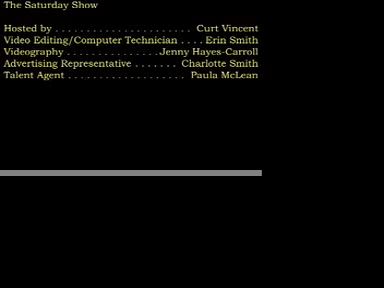 The Saturday Show
Hosted by . . . . . . . . . . . . . . . . . . . . . . Curt Vincent
Video Editing/Computer Technician . . . . Erin Smith
Videography . . . . . . . . . . . . . . . Jenny Hayes-Carroll
Advertising Representative . . . . . . . Charlotte Smith
Talent Agent . . . . . . . . . . . . . . . . . . . Paula McLean